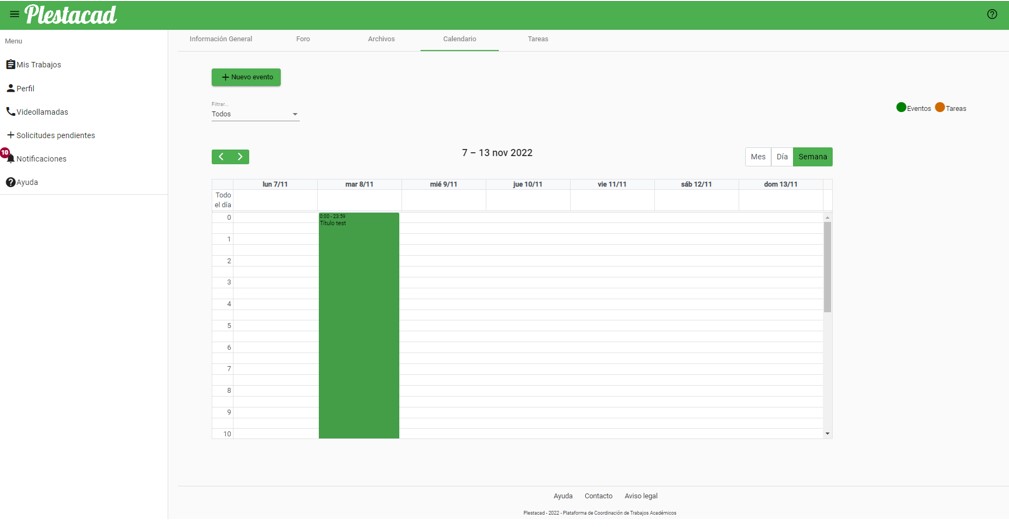 Plestacad
Menu
Mis Trabajos
Perfil
Videollamadas
Solicitudes pendientes
10
Notificaciones
Ayuda
Información General Foro Archivos Calendario Tareas
Nuevo evento
Filtrar...
Todos
Eventos Tareas
7 – 13 nov 2022
Mes Día Semana
lun 7/11 mar 8/11 mié 9/11 jue 10/11 vie 11/11 sáb 12/11 dom 13/11
Todo
el día
0
0:00 - 23:59
Título test
1
2
3
4
5
6
7
8
9
10
Ayuda Contacto Aviso legal
Plestacad - 2022 - Plataforma de Coordinación de Trabajos Académicos